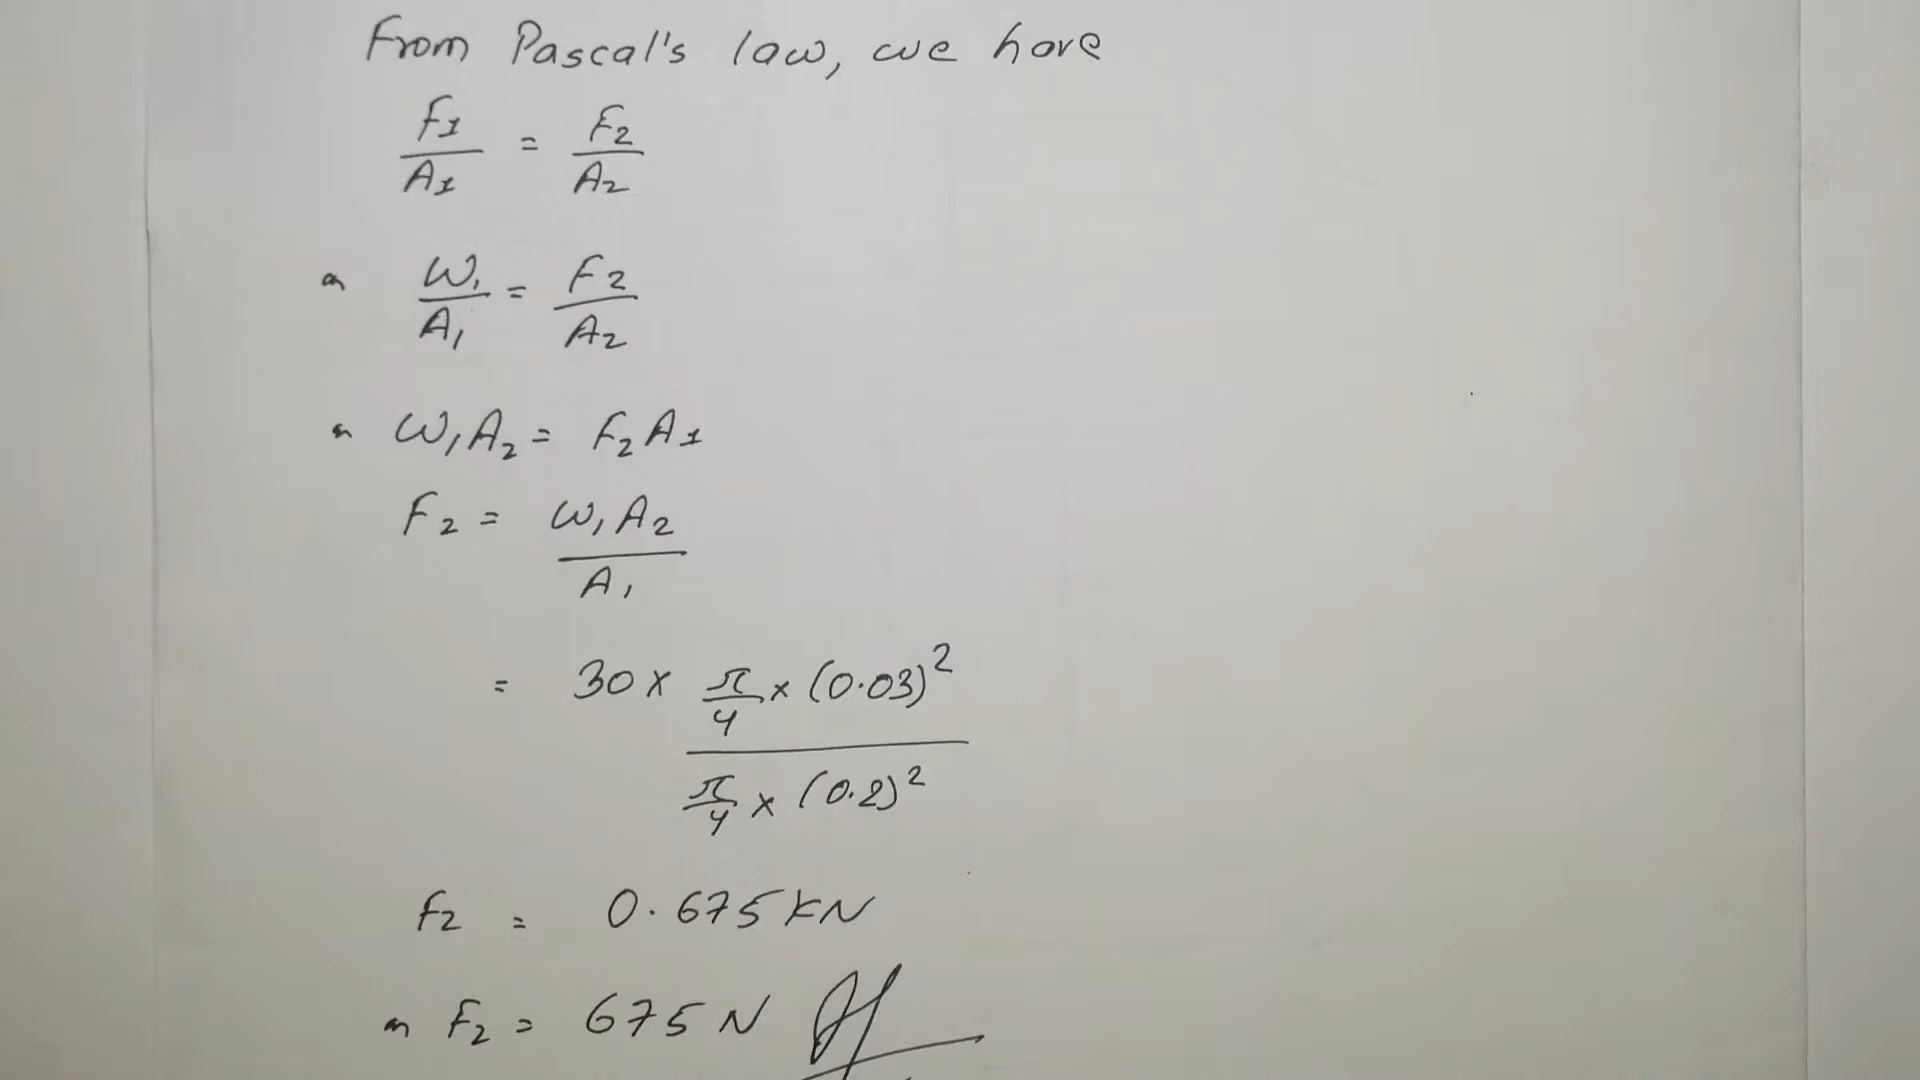 From Pascal's law, we have
F1/A1 = F2/A2
W1/A1 = F2/A2
W1A2 = F2A1
F2 = W1A2/A1
= 30 x π/4 x (0.03)² / π/4 x (0.2)²
F2 = 0.675 KN
F2 = 675 N